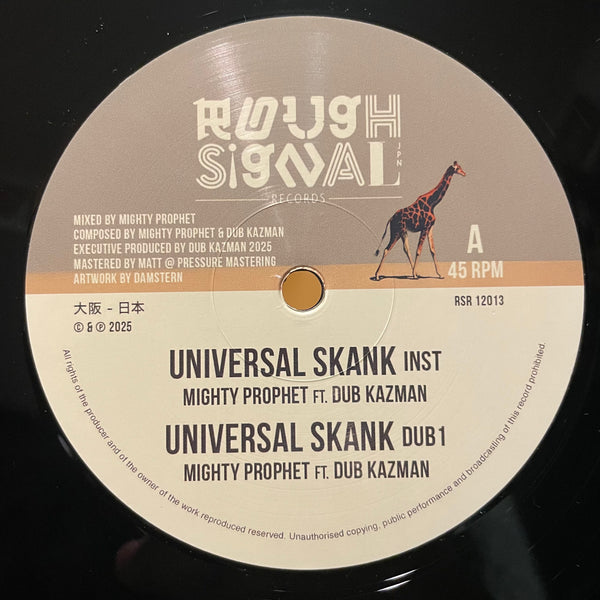 ROUGH
SIGNAL
JPN
RECORDS
MIXED BY MIGHTY PROPHET
COMPOSED BY MIGHTY PROPHET & DUB KAZMAN
EXECUTIVE PRODUCED BY DUB KAZMAN 2025
MASTERED BY MATT @ PRESSURE MASTERING
ARTWORK BY DAMSTERN
A
45 RPM
大阪 - 日本
© & ℗ 2025
RSR 12013
UNIVERSAL SKANK INST
MIGHTY PROPHET FT. DUB KAZMAN
UNIVERSAL SKANK DUB 1
MIGHTY PROPHET FT. DUB KAZMAN
All rights of the producer and of the owner of the work reproduced reserved. Unauthorised copying, public performance and broadcasting of this record prohibited.